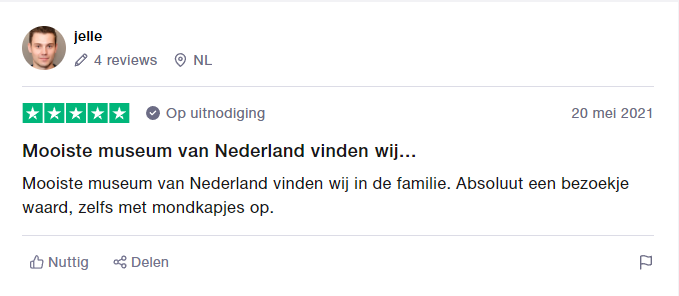 jelle
4 reviews NL
Op uitnodiging 20 mei 2021
Mooiste museum van Nederland vinden wij…
Mooiste museum van Nederland vinden wij in de familie. Absoluut een bezoekje
waard, zelfs met mondkapjes op.
Nuttig Delen